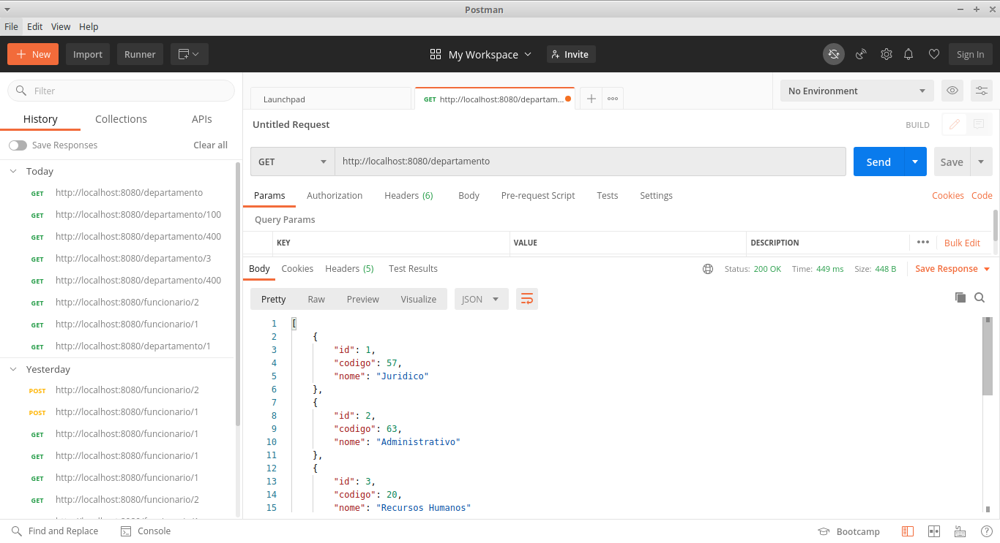 Postman
File Edit View Help
New Import Runner My Workspace Invite Sign In
Filter
History Collections APIs
Save Responses Clear all
Today
GET http://localhost:8080/departamento
GET http://localhost:8080/departamento/100
GET http://localhost:8080/departamento/400
GET http://localhost:8080/departamento/3
GET http://localhost:8080/departamento/400
GET http://localhost:8080/funcionario/2
GET http://localhost:8080/funcionario/1
GET http://localhost:8080/departamento/1
Yesterday
POST http://localhost:8080/funcionario/2
POST http://localhost:8080/funcionario/1
GET http://localhost:8080/funcionario/1
GET http://localhost:8080/funcionario/1
GET http://localhost:8080/funcionario/1
GET http://localhost:8080/funcionario/2
Launchpad GET http://localhost:8080/departam... No Environment
Untitled Request BUILD
GET http://localhost:8080/departamento Send Save
Params Authorization Headers (6) Body Pre-request Script Tests Settings Cookies Code
Query Params
KEY VALUE DESCRIPTION Bulk Edit
Body Cookies Headers (5) Test Results Status: 200 OK Time: 449 ms Size: 448 B Save Response
Pretty Raw Preview Visualize JSON
1 [
2 {
3 "id": 1,
4 "codigo": 57,
5 "nome": "Juridico"
6 },
7 {
8 "id": 2,
9 "codigo": 63,
10 "nome": "Administrativo"
11 },
12 {
13 "id": 3,
14 "codigo": 20,
15 "nome": "Recursos Humanos"
Find and Replace Console Bootcamp